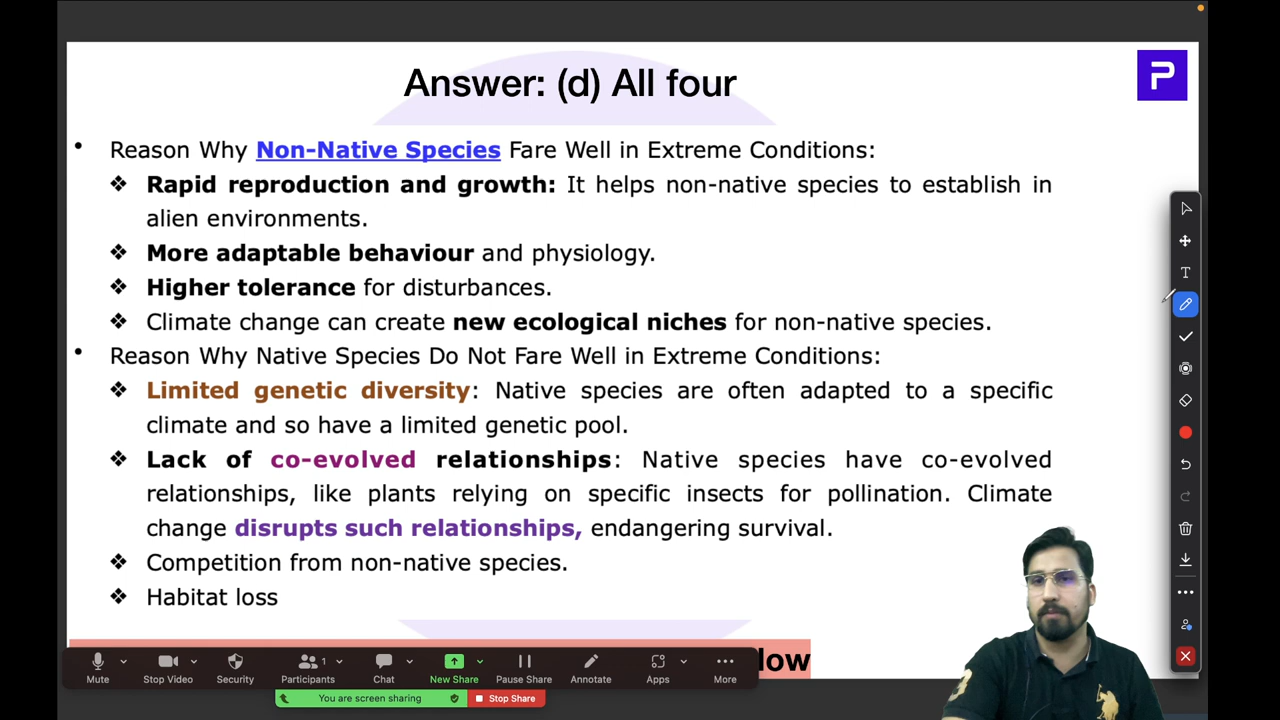 Answer: (d) All four
• Reason Why Non-Native Species Fare Well in Extreme Conditions:
❖ Rapid reproduction and growth: It helps non-native species to establish in
alien environments.
❖ More adaptable behaviour and physiology.
❖ Higher tolerance for disturbances.
❖ Climate change can create new ecological niches for non-native species.
• Reason Why Native Species Do Not Fare Well in Extreme Conditions:
❖ Limited genetic diversity: Native species are often adapted to a specific
climate and so have a limited genetic pool.
❖ Lack of co-evolved relationships: Native species have co-evolved
relationships, like plants relying on specific insects for pollination. Climate
change disrupts such relationships, endangering survival.
❖ Competition from non-native species.
❖ Habitat loss
Mute
Stop Video
Security
Participants 1
Chat
New Share
Pause Share
Annotate
Apps
More
You are screen sharing
Stop Share